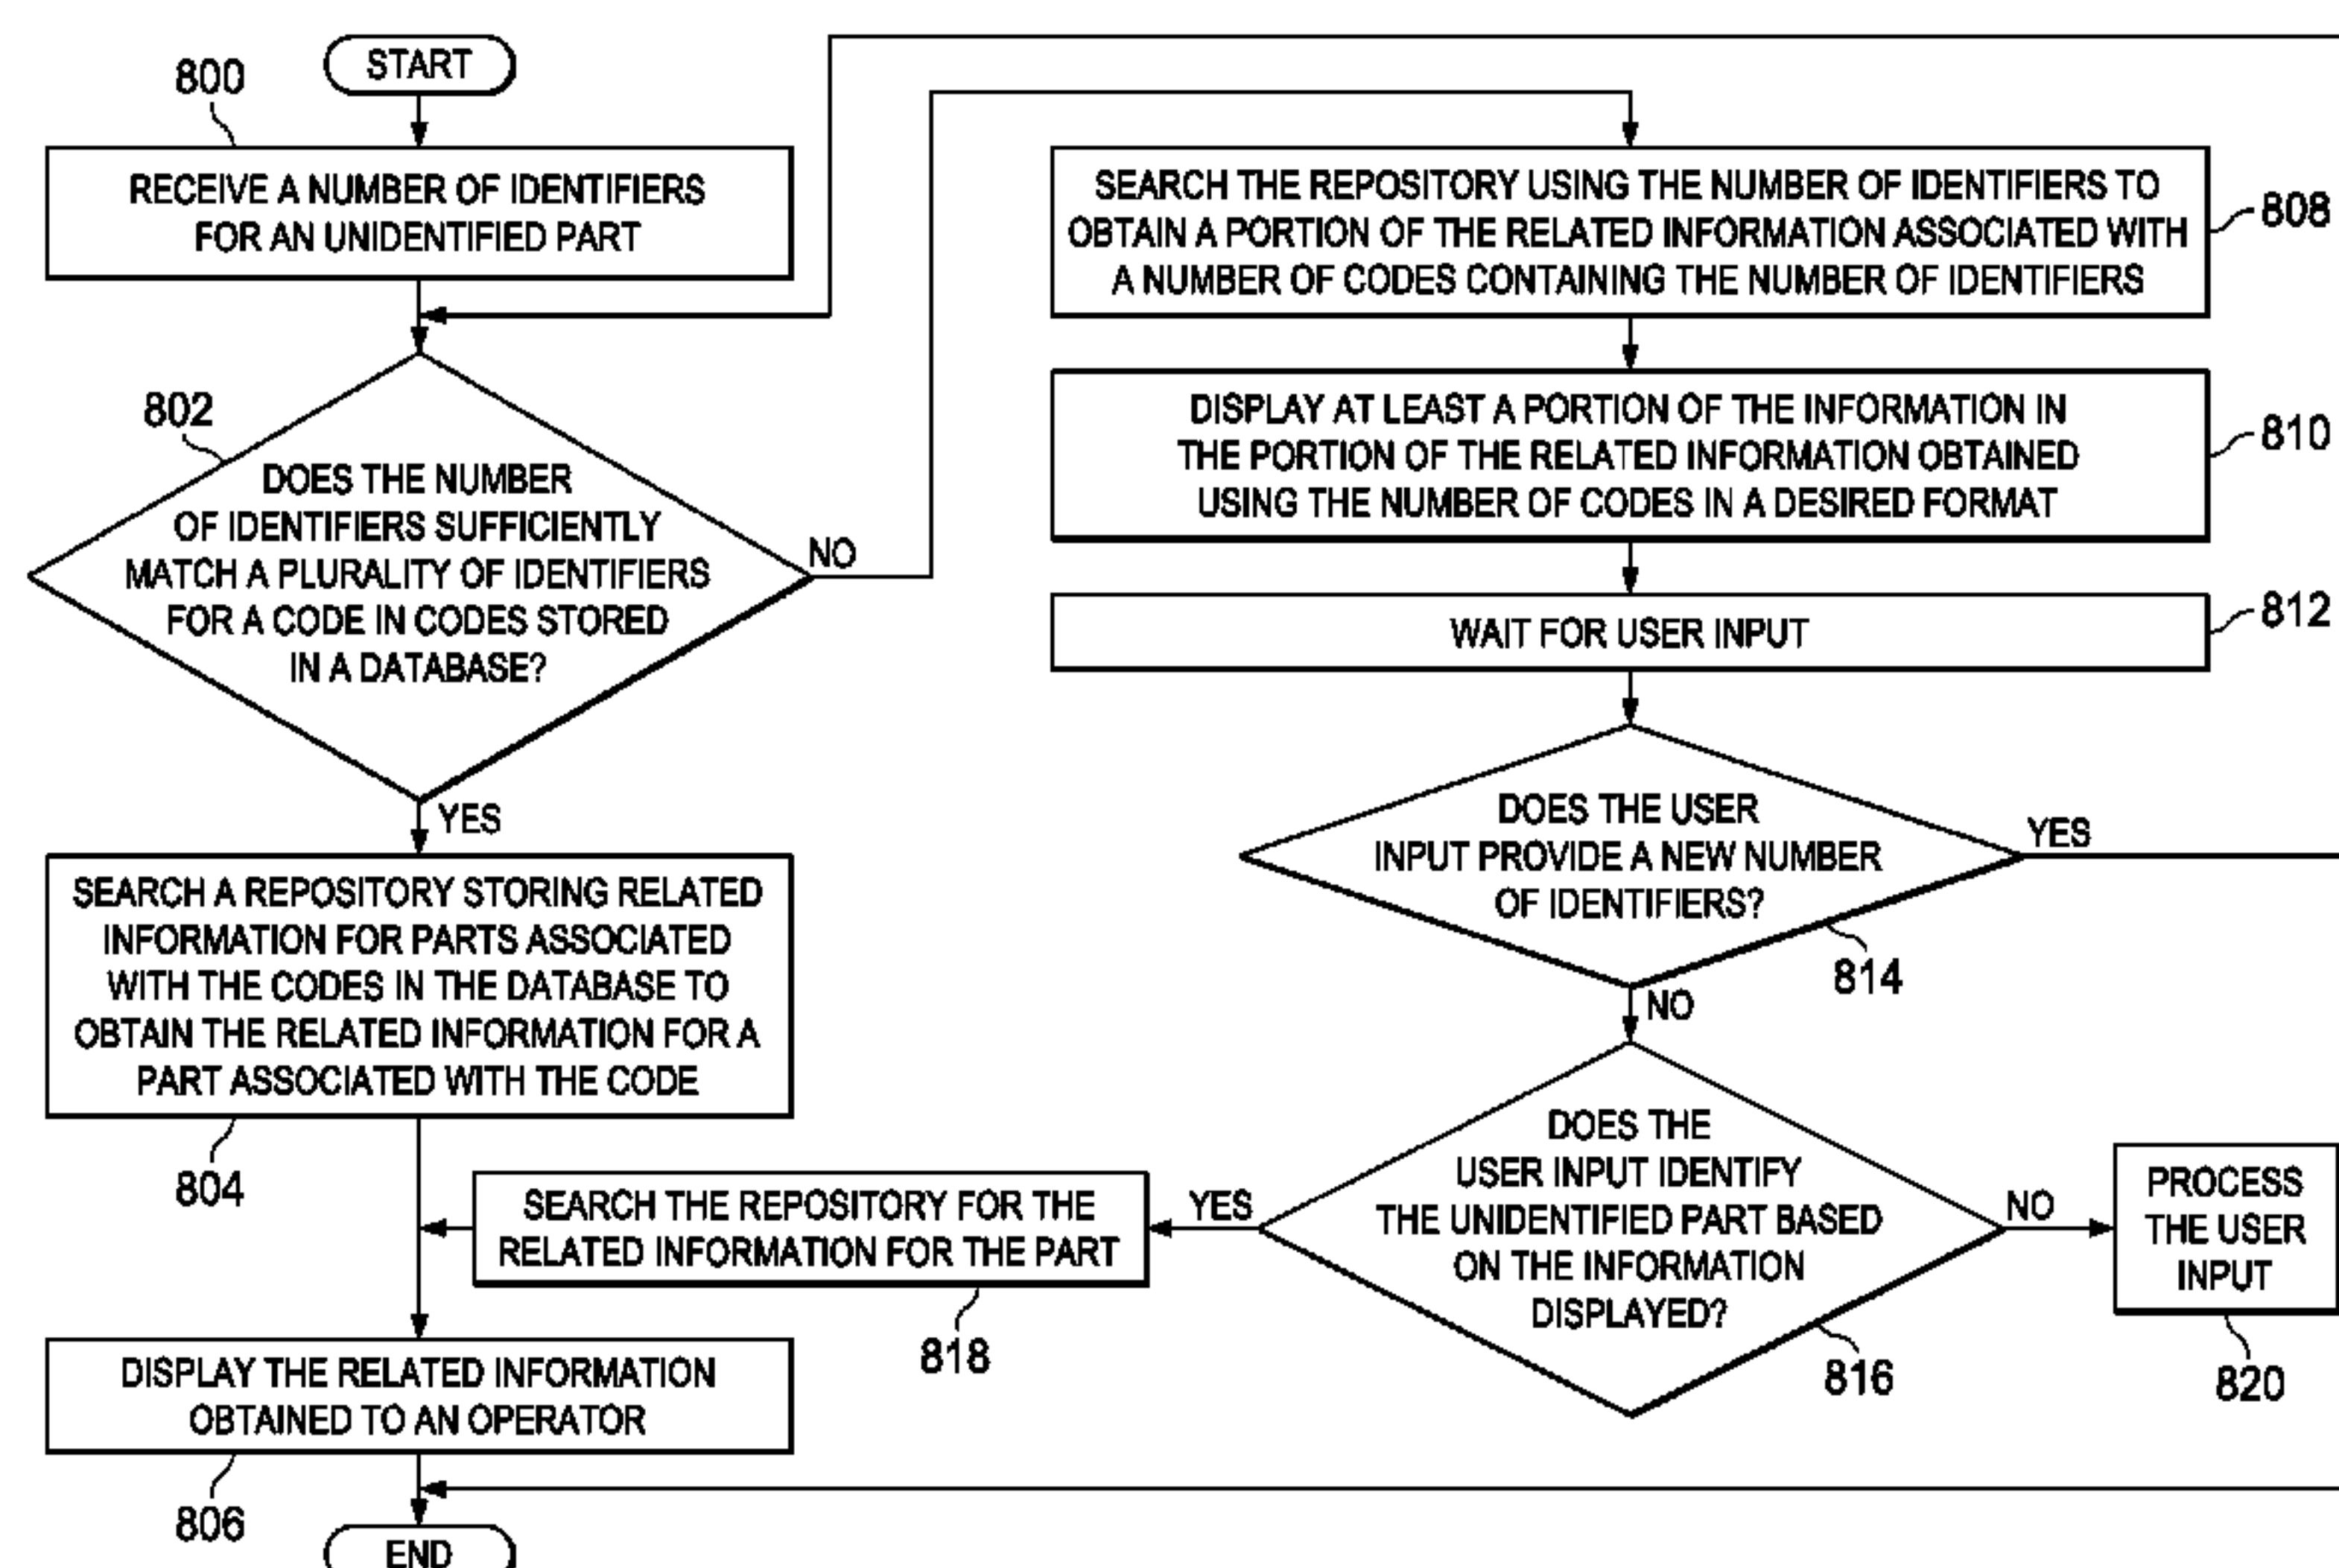 START
800
RECEIVE A NUMBER OF IDENTIFIERS
FOR AN UNIDENTIFIED PART
802
DOES THE NUMBER
OF IDENTIFIERS SUFFICIENTLY
MATCH A PLURALITY OF IDENTIFIERS
FOR A CODE IN CODES STORED
IN A DATABASE?
NO
YES
SEARCH A REPOSITORY STORING RELATED
INFORMATION FOR PARTS ASSOCIATED
WITH THE CODES IN THE DATABASE TO
OBTAIN THE RELATED INFORMATION FOR A
PART ASSOCIATED WITH THE CODE
804
DISPLAY THE RELATED INFORMATION
OBTAINED TO AN OPERATOR
806
END
SEARCH THE REPOSITORY USING THE NUMBER OF IDENTIFIERS TO
OBTAIN A PORTION OF THE RELATED INFORMATION ASSOCIATED WITH
A NUMBER OF CODES CONTAINING THE NUMBER OF IDENTIFIERS
808
DISPLAY AT LEAST A PORTION OF THE INFORMATION IN
THE PORTION OF THE RELATED INFORMATION OBTAINED
USING THE NUMBER OF CODES IN A DESIRED FORMAT
810
WAIT FOR USER INPUT
812
DOES THE USER
INPUT PROVIDE A NEW NUMBER
OF IDENTIFIERS?
YES
814
NO
DOES THE
USER INPUT IDENTIFY
THE UNIDENTIFIED PART BASED
ON THE INFORMATION
DISPLAYED?
816
YES
SEARCH THE REPOSITORY FOR THE
RELATED INFORMATION FOR THE PART
818
NO
PROCESS
THE USER
INPUT
820